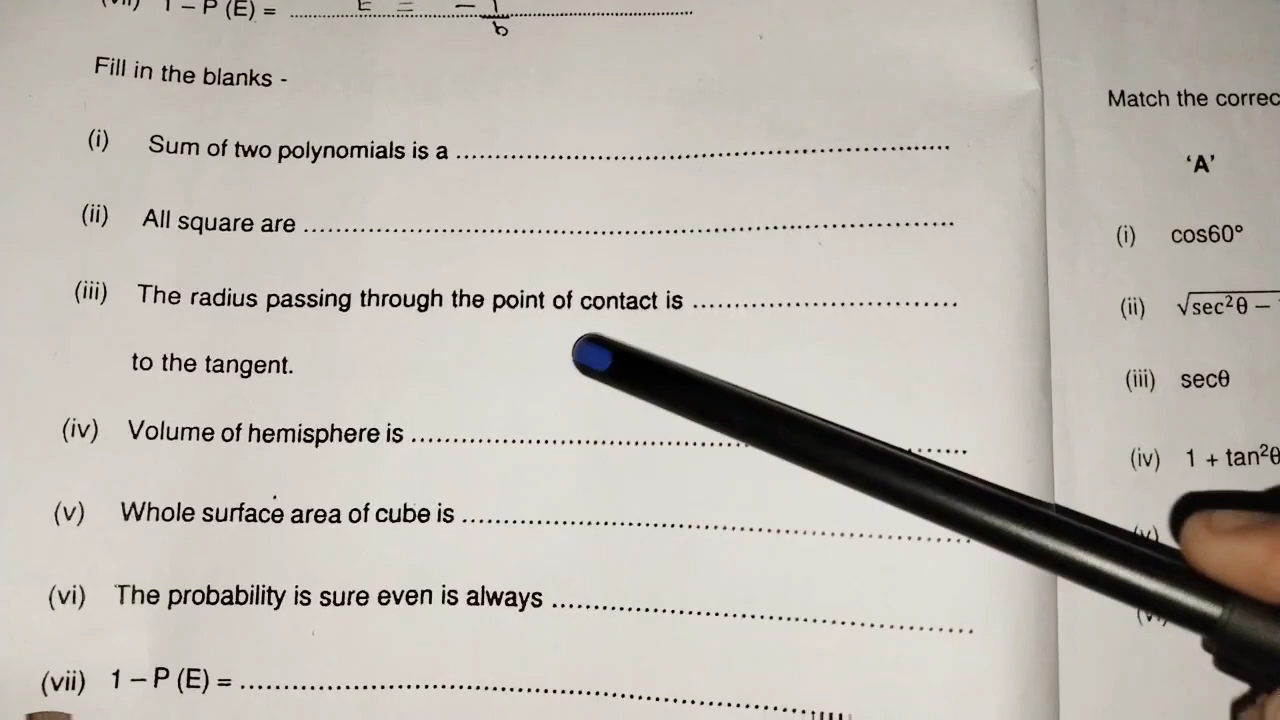 (vii) 1 – P (E) = ..........
b
Fill in the blanks -
(i) Sum of two polynomials is a ..........
(ii) All square are ..........
(iii) The radius passing through the point of contact is ..........
to the tangent.
(iv) Volume of hemisphere is ..........
(v) Whole surface area of cube is ..........
(vi) The probability is sure even is always ..........
(vii) 1 – P (E) = ..........
Match the correc
‘A’
(i) cos60°
(ii) √sec²θ –
(iii) secθ
(iv) 1 + tan²θ
(v)